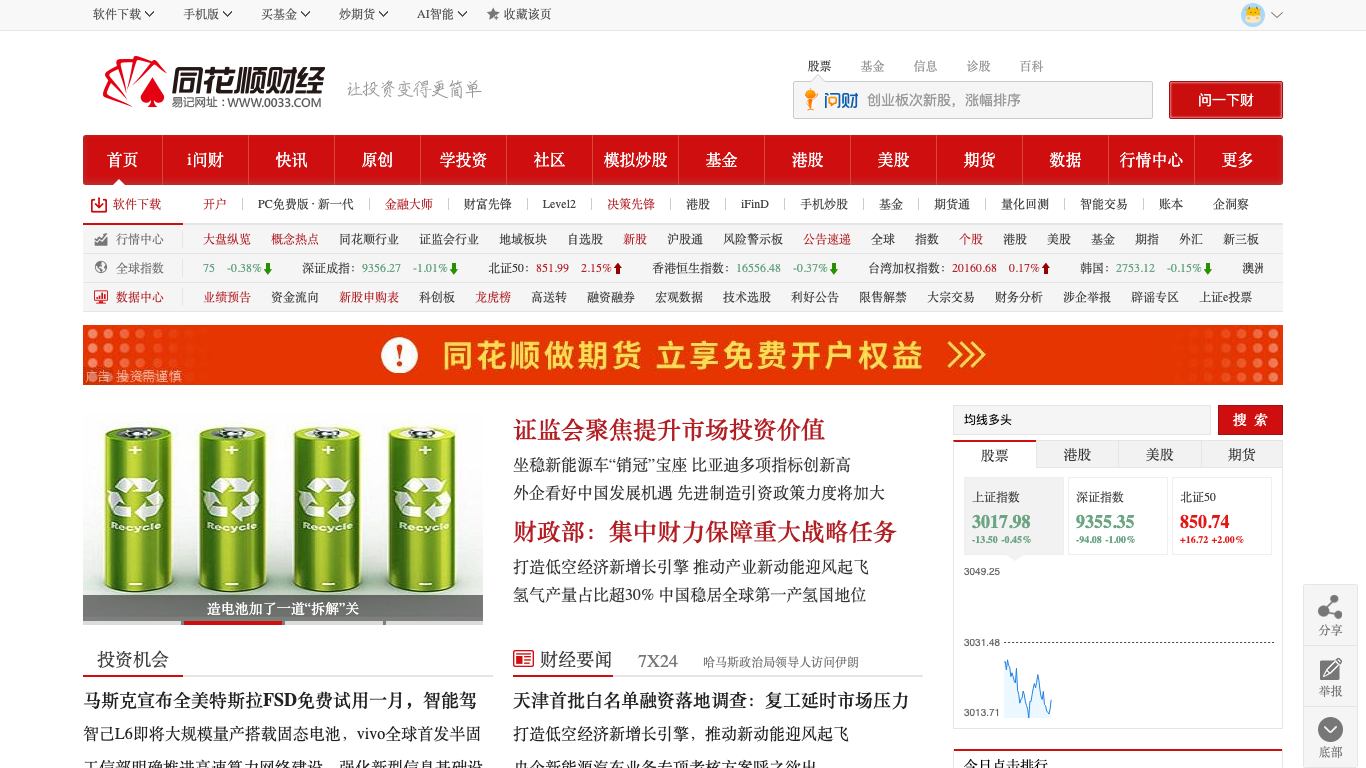 软件下载 手机版 买基金 炒期货 AI智能 收藏该页
同花顺财经
易记网址：WWW.0033.COM
让投资变得更简单
股票 基金 信息 诊股 百科
问财 创业板次新股，涨幅排序 问一下财
首页 i问财 快讯 原创 学投资 社区 模拟炒股 基金 港股 美股 期货 数据 行情中心 更多
软件下载 开户 PC免费版 · 新一代 金融大师 财富先锋 Level2 决策先锋 港股 iFinD 手机炒股 基金 期货通 量化回测 智能交易 账本 企洞察
行情中心 大盘纵览 概念热点 同花顺行业 证监会行业 地域板块 自选股 新股 沪股通 风险警示板 公告速递 全球 指数 个股 港股 美股 基金 期指 外汇 新三板
全球指数 75 -0.38% 深证成指：9356.27 -1.01% 北证50：851.99 2.15% 香港恒生指数：16556.48 -0.37% 台湾加权指数：20160.68 0.17% 韩国：2753.12 -0.15% 澳洲
数据中心 业绩预告 资金流向 新股申购表 科创板 龙虎榜 高送转 融资融券 宏观数据 技术选股 利好公告 限售解禁 大宗交易 财务分析 涉企举报 辟谣专区 上证e投票
同花顺做期货 立享免费开户权益
广告 投资需谨慎
造电池加了一道“拆解”关
Recycle Recycle Recycle Recycle
证监会聚焦提升市场投资价值
坐稳新能源车“销冠”宝座 比亚迪多项指标创新高
外企看好中国发展机遇 先进制造引资政策力度将加大
财政部：集中财力保障重大战略任务
打造低空经济新增长引擎 推动产业新动能迎风起飞
氢气产量占比超30% 中国稳居全球第一产氢国地位
均线多头 搜 索
股票 港股 美股 期货
上证指数 深证指数 北证50
3017.98 9355.35 850.74
-13.50 -0.45% -94.08 -1.00% +16.72 +2.00%
3049.25
3031.48
3013.71
投资机会
马斯克宣布全美特斯拉FSD免费试用一月，智能驾
智己L6即将大规模量产搭载固态电池，vivo全球首发半固
工信部明确推进高速算力网络建设，强化新型信息基础设
财经要闻 7X24 哈马斯政治局领导人访问伊朗
天津首批白名单融资落地调查：复工延时市场压力
打造低空经济新增长引擎，推动新动能迎风起飞
央企新能源汽车业务专项考核方案呼之欲出
今日点击排行
分享
举报
底部